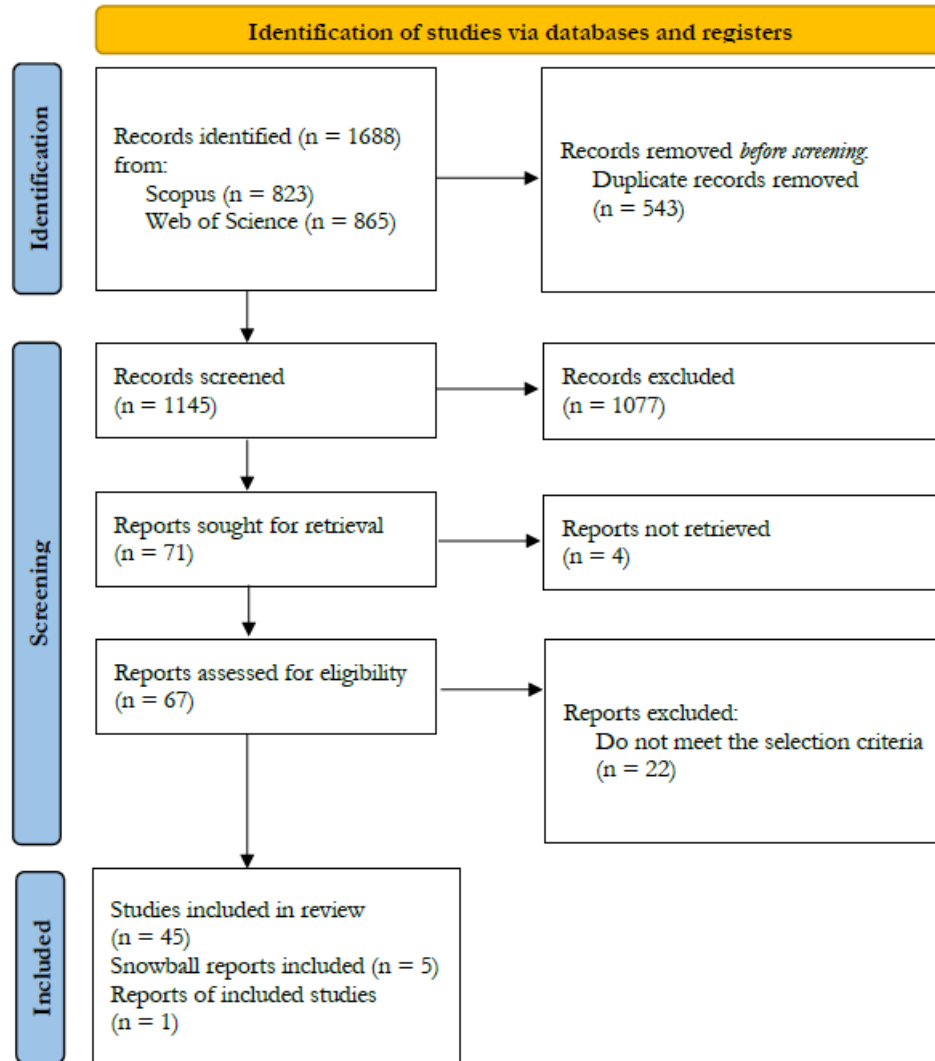 Identification of studies via databases and registers
Identification
Records identified (n = 1688)
from:
Scopus (n = 823)
Web of Science (n = 865)
Records removed before screening:
Duplicate records removed
(n = 543)
Screening
Records screened
(n = 1145)
Records excluded
(n = 1077)
Reports sought for retrieval
(n = 71)
Reports not retrieved
(n = 4)
Reports assessed for eligibility
(n = 67)
Reports excluded:
Do not meet the selection criteria
(n = 22)
Included
Studies included in review
(n = 45)
Snowball reports included (n = 5)
Reports of included studies
(n = 1)